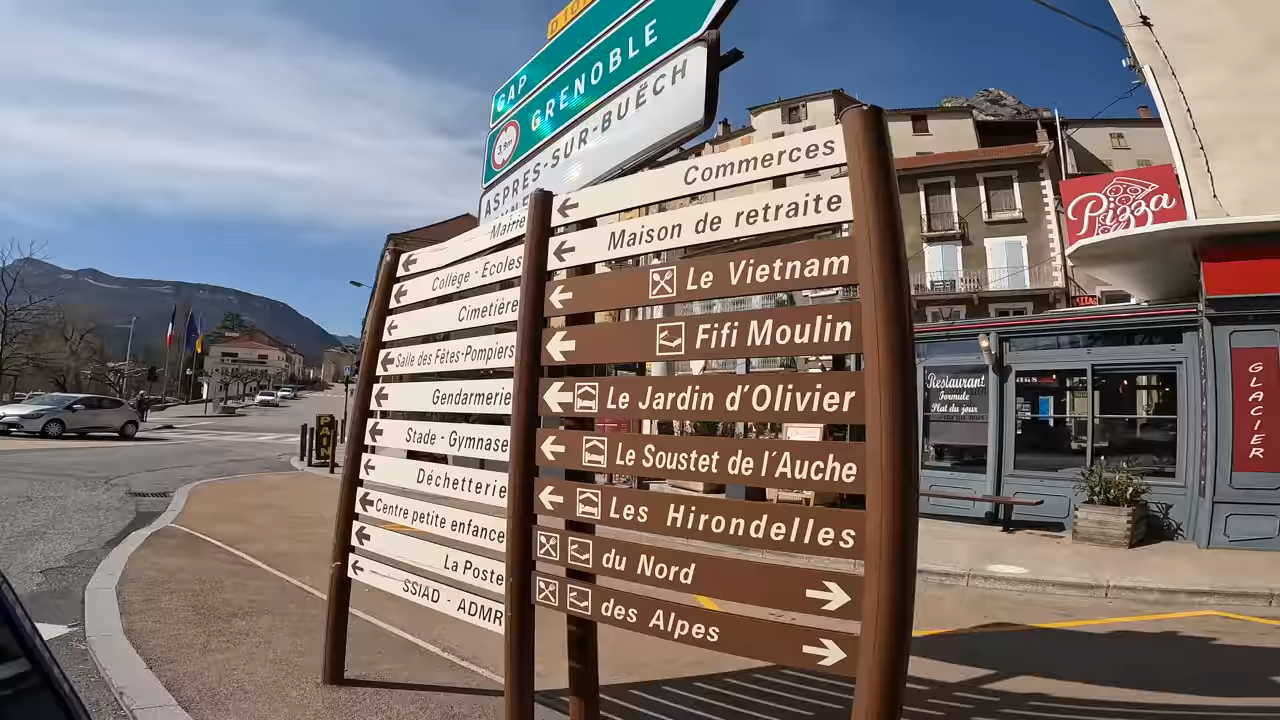 GAP
GRENOBLE
3,9m
ASPRES-SUR-BUËCH
Mairie
Collège - Ecoles
Cimetière
Salle des Fêtes-Pompiers
Gendarmerie
Stade - Gymnase
Déchetterie
Centre petite enfance
La Poste
SSIAD - ADMR
Commerces
Maison de retraite
Le Vietnam
Fifi Moulin
Le Jardin d'Olivier
Le Soustet de l'Auche
Les Hirondelles
du Nord
des Alpes
PAIN
Pizza
Restaurant
Formule
Plat du jour
GLACIER